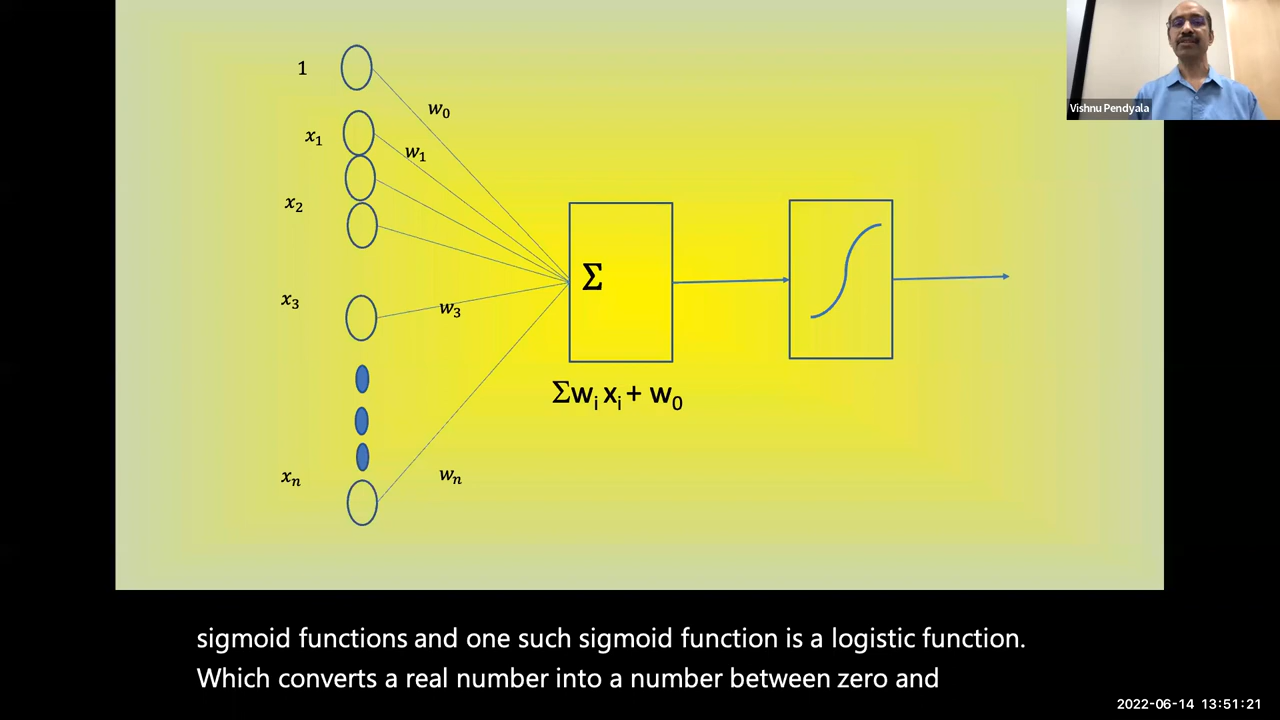 Vishnu Pendyala
1
w₀
x₁
w₁
x₂
Σ
x₃
w₃
Σwᵢ xᵢ + w₀
xₙ
wₙ
sigmoid functions and one such sigmoid function is a logistic function.
Which converts a real number into a number between zero and
2022-06-14 13:51:21